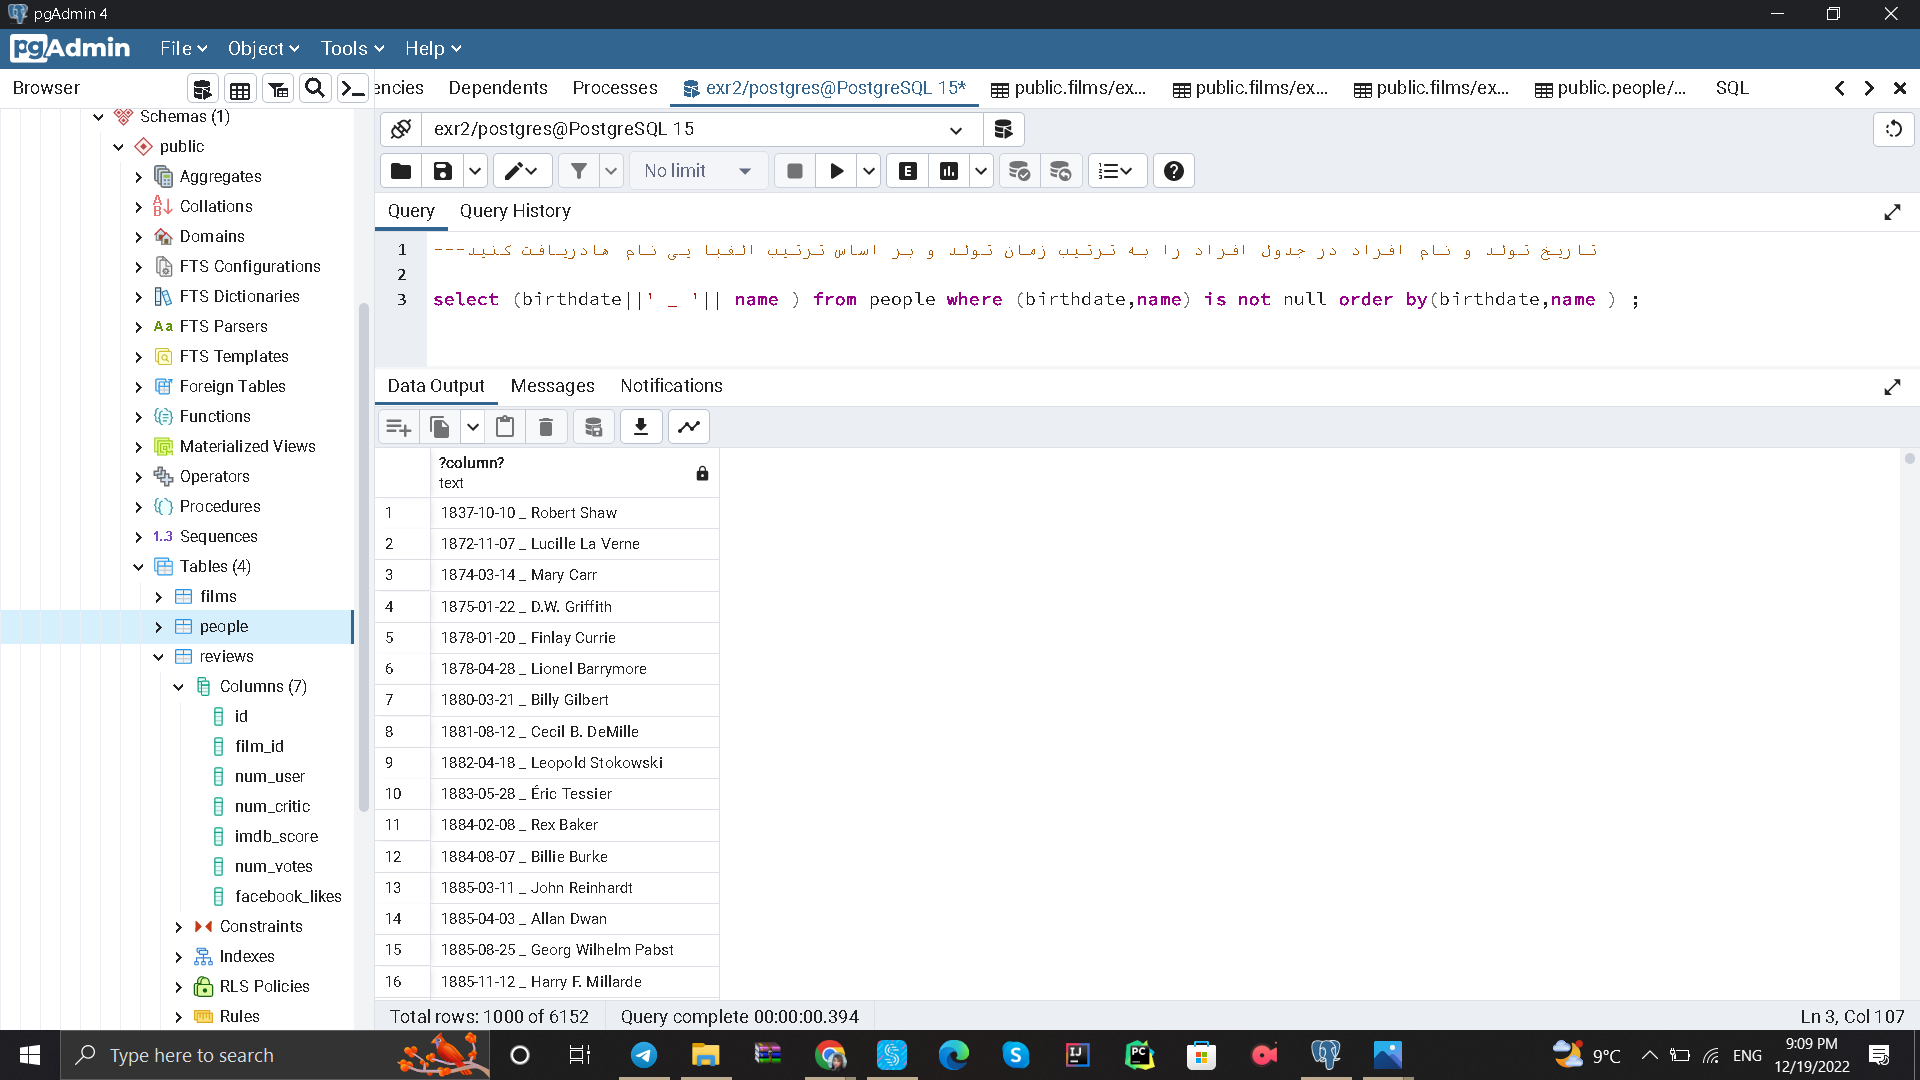 pgAdmin 4
pgAdmin File Object Tools Help
Browser
encies Dependents Processes exr2/postgres@PostgreSQL 15* public.films/ex... public.films/ex... public.films/ex... public.people/... SQL
Schemas (1)
public
Aggregates
Collations
Domains
FTS Configurations
FTS Dictionaries
Aa FTS Parsers
FTS Templates
Foreign Tables
Functions
Materialized Views
Operators
Procedures
1..3 Sequences
Tables (4)
films
people
reviews
Columns (7)
id
film_id
num_user
num_critic
imdb_score
num_votes
facebook_likes
Constraints
Indexes
RLS Policies
Rules
exr2/postgres@PostgreSQL 15
No limit E
Query Query History
1 ---تاریخ تولد و نام افراد در جدول افراد را به ترتیب زمان تولد و بر اساس ترتیب الفبا یی نام هادریافت کنید
2
3 select (birthdate||' _ '|| name ) from people where (birthdate,name) is not null order by(birthdate,name ) ;
Data Output Messages Notifications
?column?
text
1 1837-10-10 _ Robert Shaw
2 1872-11-07 _ Lucille La Verne
3 1874-03-14 _ Mary Carr
4 1875-01-22 _ D.W. Griffith
5 1878-01-20 _ Finlay Currie
6 1878-04-28 _ Lionel Barrymore
7 1880-03-21 _ Billy Gilbert
8 1881-08-12 _ Cecil B. DeMille
9 1882-04-18 _ Leopold Stokowski
10 1883-05-28 _ Éric Tessier
11 1884-02-08 _ Rex Baker
12 1884-08-07 _ Billie Burke
13 1885-03-11 _ John Reinhardt
14 1885-04-03 _ Allan Dwan
15 1885-08-25 _ Georg Wilhelm Pabst
16 1885-11-12 _ Harry F. Millarde
Total rows: 1000 of 6152 Query complete 00:00:00.394 Ln 3, Col 107
Type here to search
9°C ENG
9:09 PM
12/19/2022